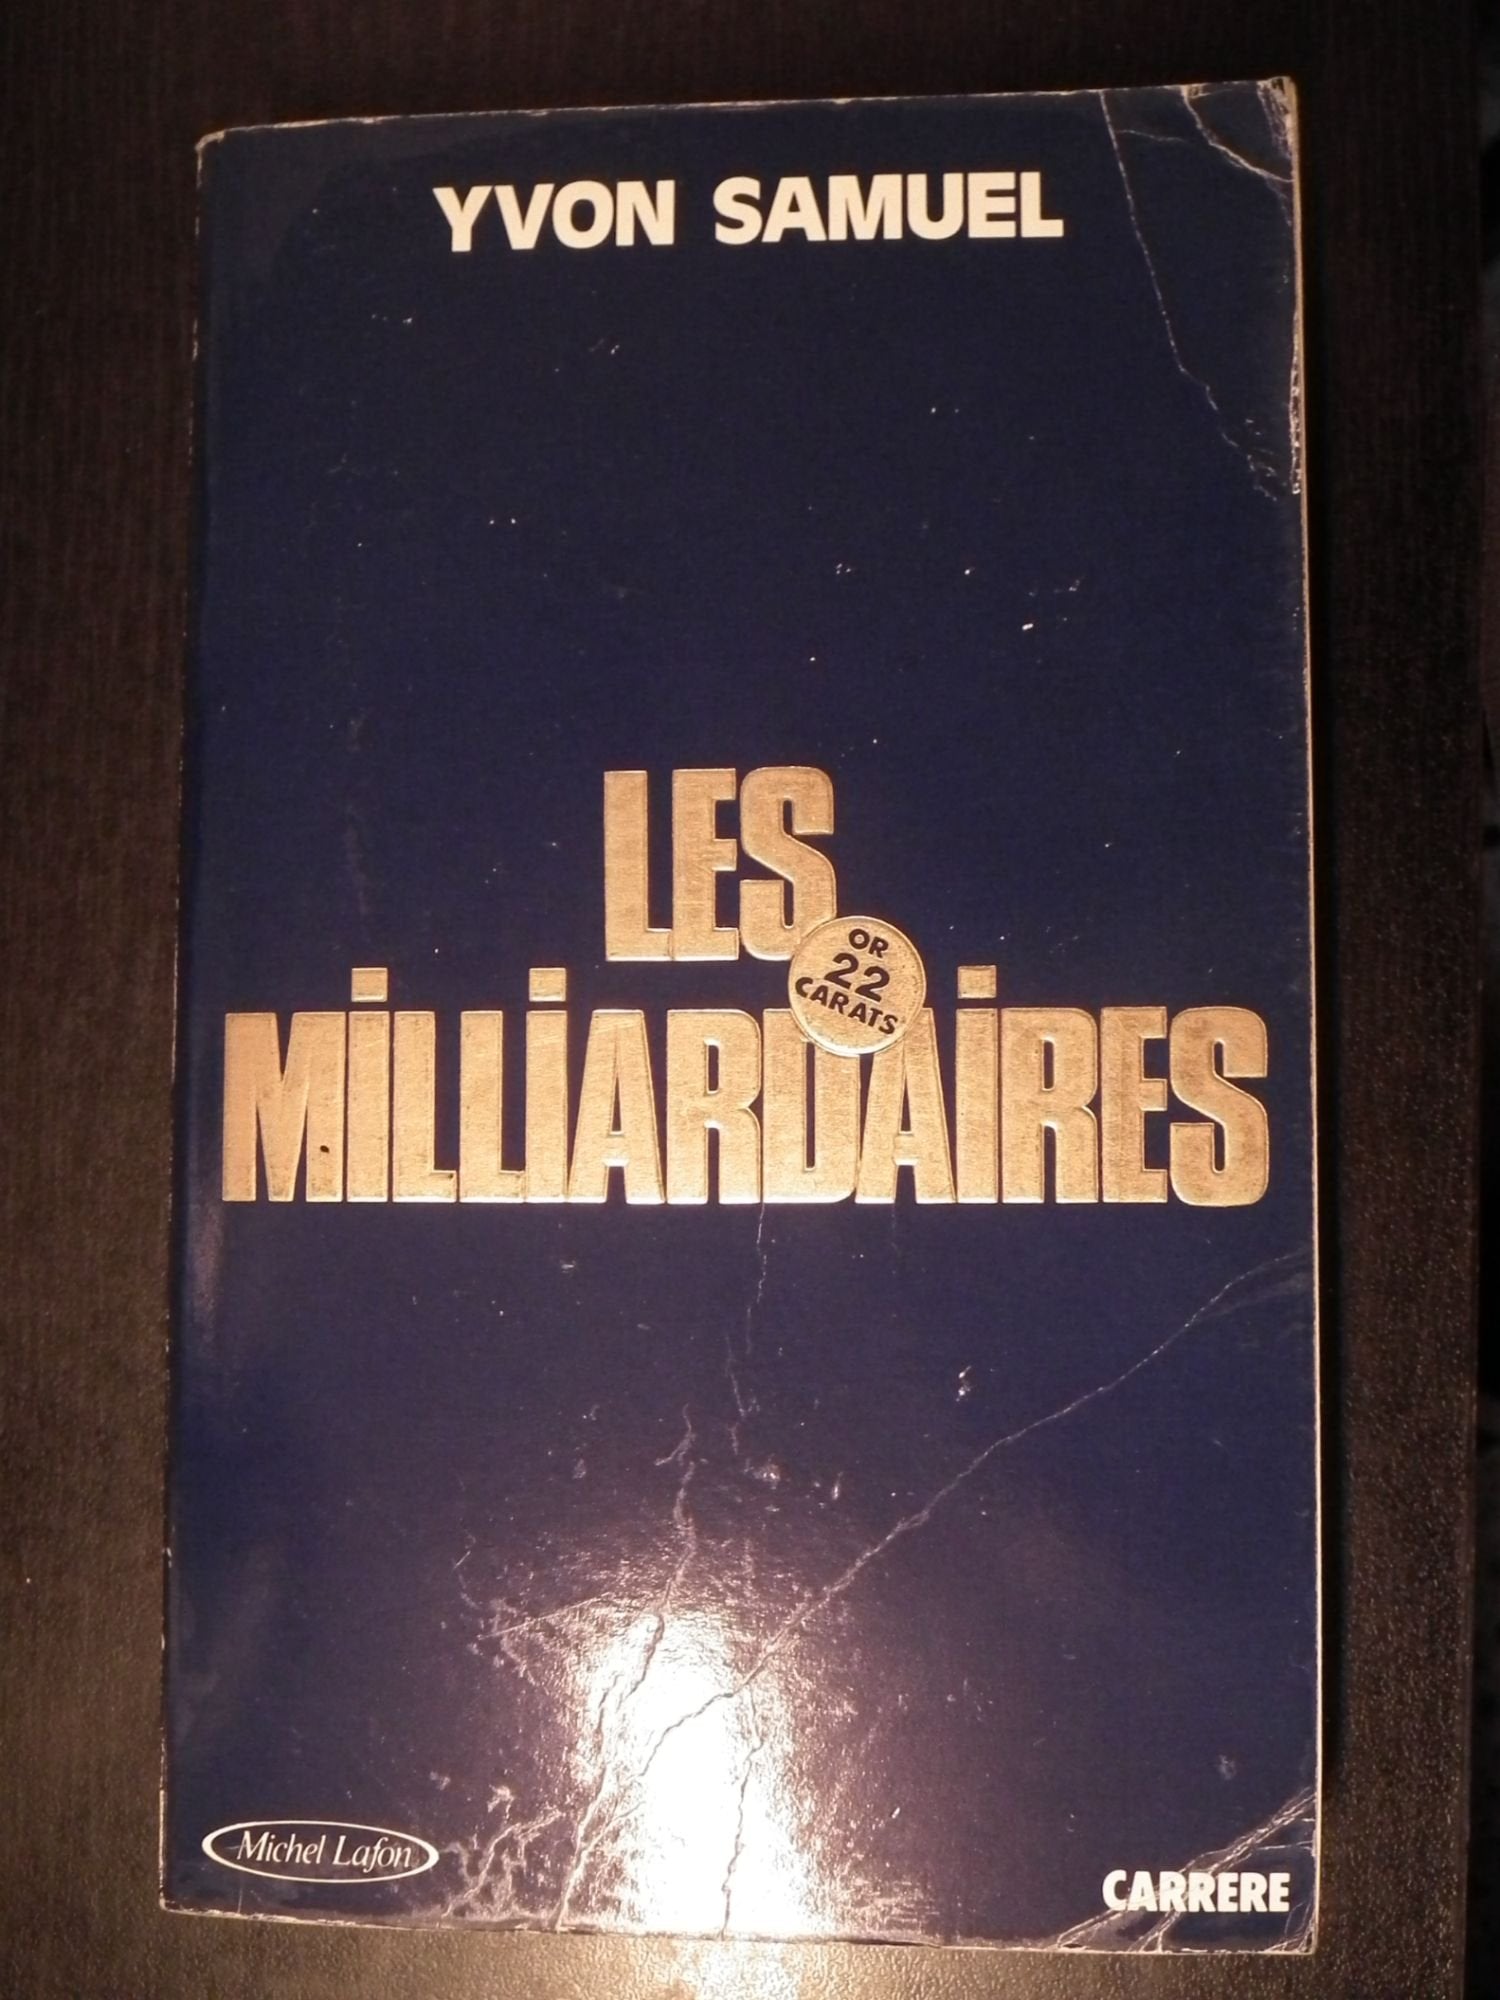 YVON SAMUEL
LES
OR
22
CARATS
MiLLiARDAiRES
Michel Lafon
CARRERE